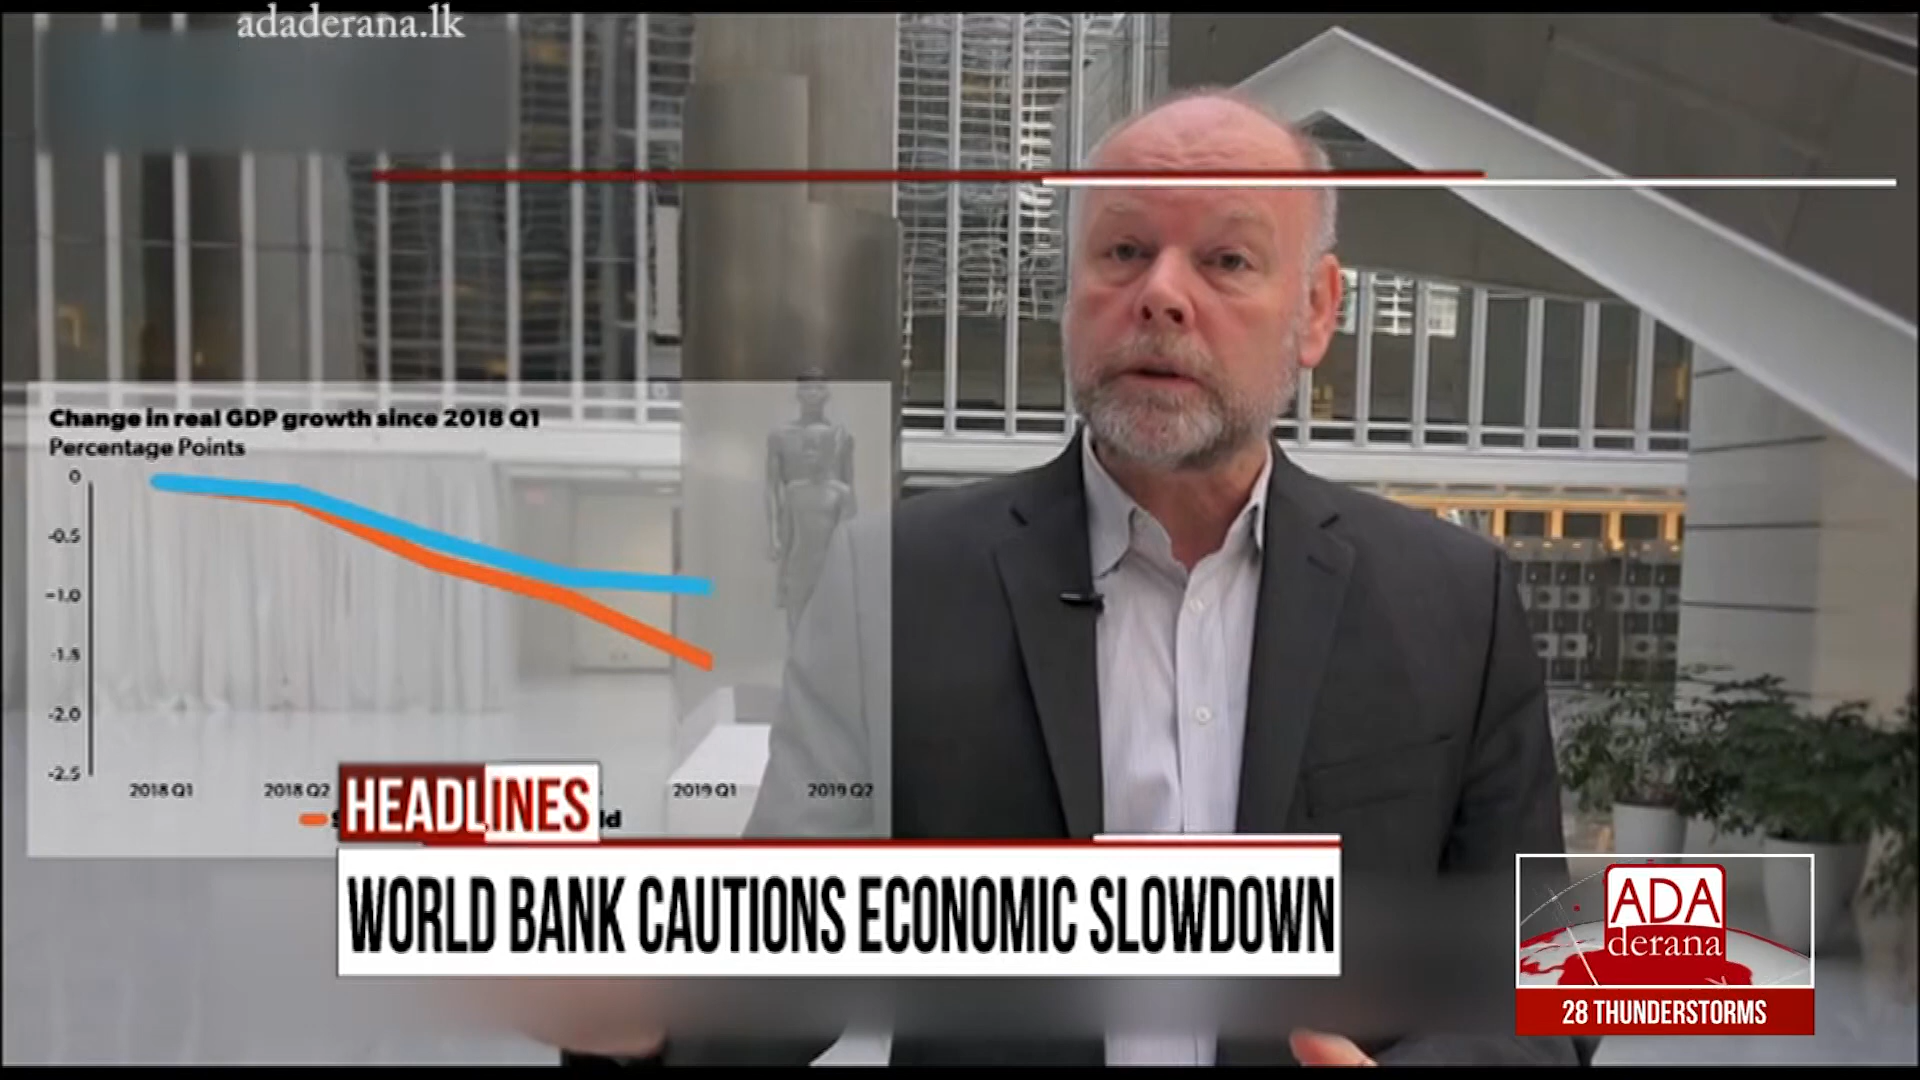 adaderana.lk
Change in real GDP growth since 2018 Q1
Percentage Points
0
-0.5
-1.0
-1.5
-2.0
-2.5
2018 Q1 2018 Q2 2019 Q1 2019 Q2
HEADLINES
WORLD BANK CAUTIONS ECONOMIC SLOWDOWN
ADA
derana
28 THUNDERSTORMS